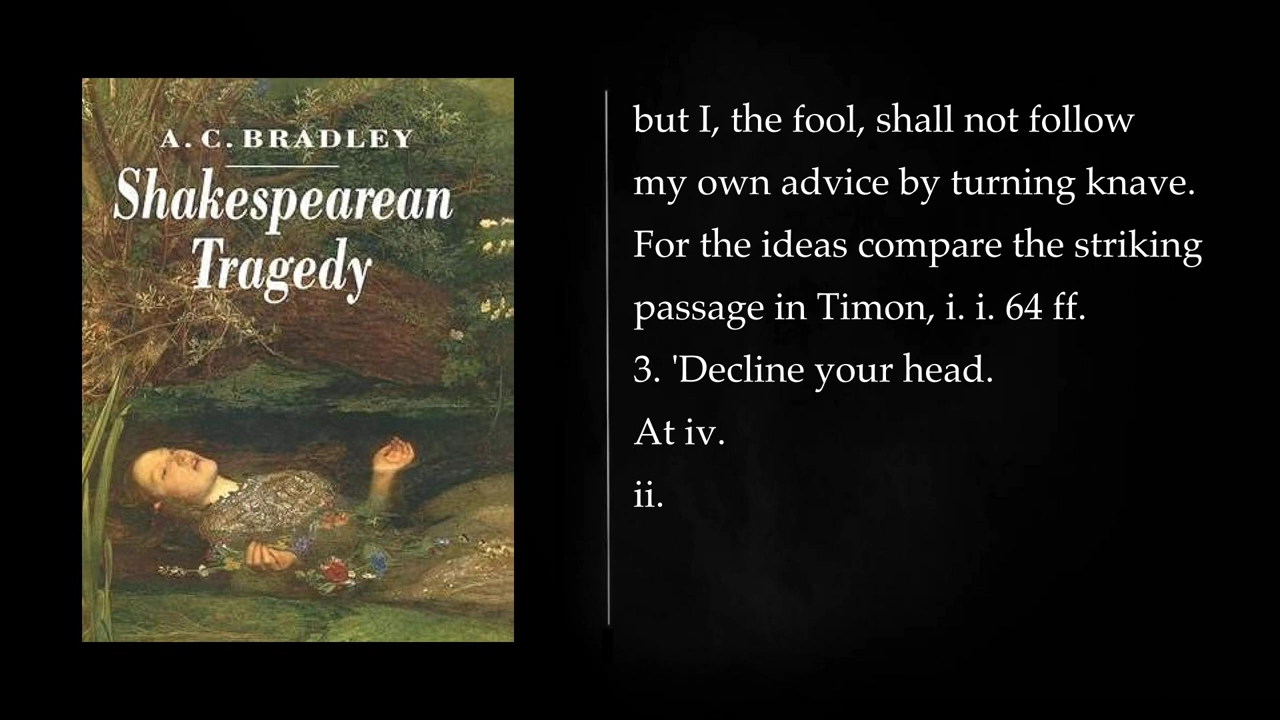 A. C. BRADLEY
Shakespearean
Tragedy
but I, the fool, shall not follow
my own advice by turning knave.
For the ideas compare the striking
passage in Timon, i. i. 64 ff.
3. 'Decline your head.
At iv.
ii.